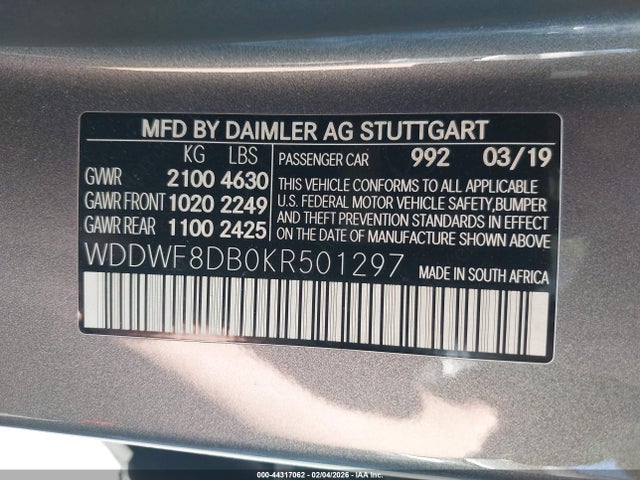 MFD BY DAIMLER AG STUTTGART
KG LBS
GVWR 2100 4630
GAWR FRONT 1020 2249
GAWR REAR 1100 2425
PASSENGER CAR 992 03/19
THIS VEHICLE CONFORMS TO ALL APPLICABLE
U.S. FEDERAL MOTOR VEHICLE SAFETY,BUMPER
AND THEFT PREVENTION STANDARDS IN EFFECT
ON THE DATE OF MANUFACTURE SHOWN ABOVE
WDDWF8DB0KR501297 MADE IN SOUTH AFRICA
000-44317062 - 02/04/2026 - IAAI CORP